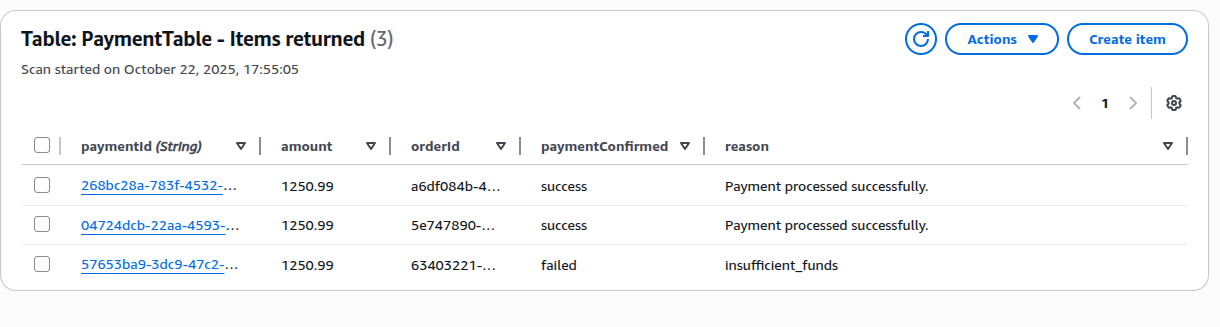 Table: PaymentTable - Items returned (3)
Actions
Create item
Scan started on October 22, 2025, 17:55:05
1
paymentId (String) amount orderId paymentConfirmed reason
268bc28a-783f-4532-... 1250.99 a6df084b-4... success Payment processed successfully.
04724dcb-22aa-4593-... 1250.99 5e747890-... success Payment processed successfully.
57653ba9-3dc9-47c2-... 1250.99 63403221-... failed insufficient_funds